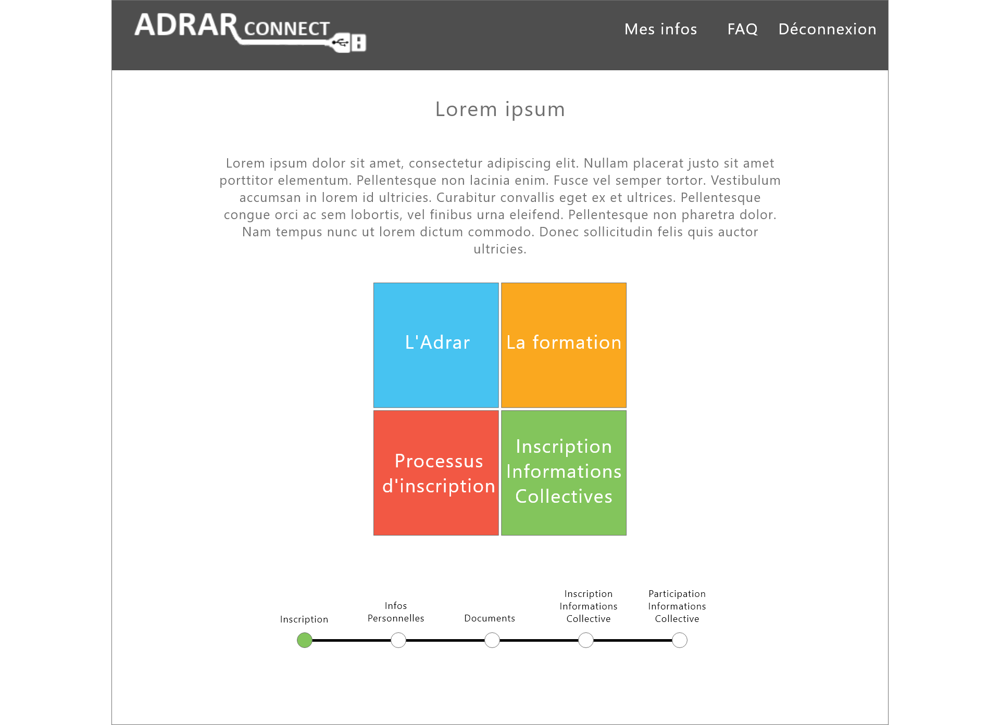 ADRAR CONNECT
Mes infos FAQ Déconnexion
Lorem ipsum
Lorem ipsum dolor sit amet, consectetur adipiscing elit. Nullam placerat justo sit amet
porttitor elementum. Pellentesque non lacinia enim. Fusce vel semper tortor. Vestibulum
accumsan in lorem id ultricies. Curabitur convallis eget ex et ultrices. Pellentesque
congue orci ac sem lobortis, vel finibus urna eleifend. Pellentesque non pharetra dolor.
Nam tempus nunc ut lorem dictum commodo. Donec sollicitudin felis quis auctor
ultricies.
L'Adrar
La formation
Processus
d'inscription
Inscription
Informations
Collectives
Inscription
Infos
Personnelles
Documents
Inscription
Informations
Collective
Participation
Informations
Collective